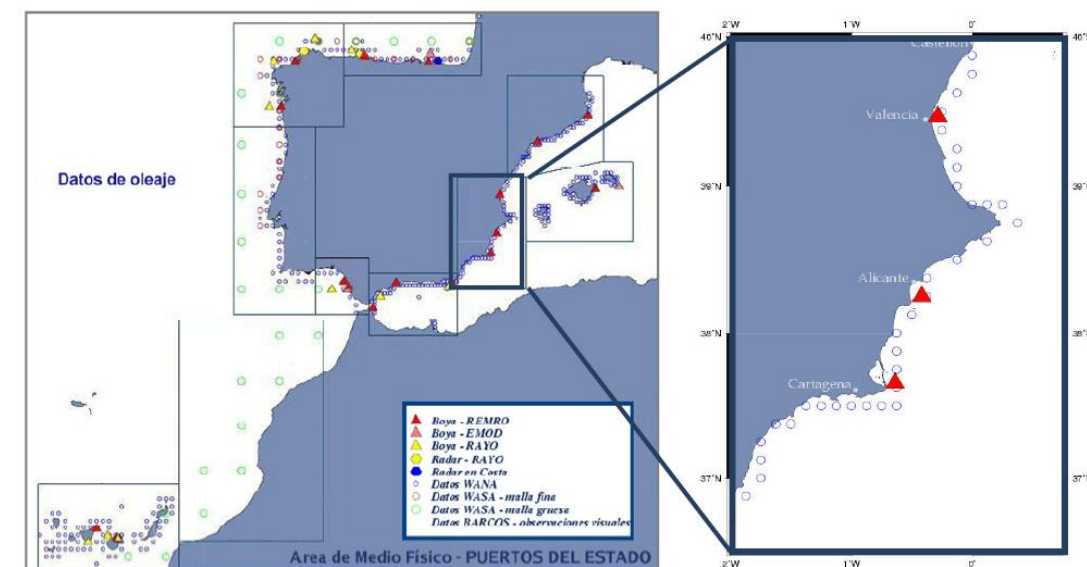 Datos de oleaje
Boya - REMRO
Boya - EMOD
Boya - RAYO
Radar - RAYO
Radar en Costa
Datos WANA
Datos WASA - malla fina
Datos WASA - malla gruesa
Datos BARCOS - observaciones visuales
Area de Medio Físico - PUERTOS DEL ESTADO
2°W 1°W 0°
40°N 40°N
Castellón
Valencia
39°N 39°N
Alicante
38°N 38°N
Cartagena
37°N 37°N
2°W 1°W 0°